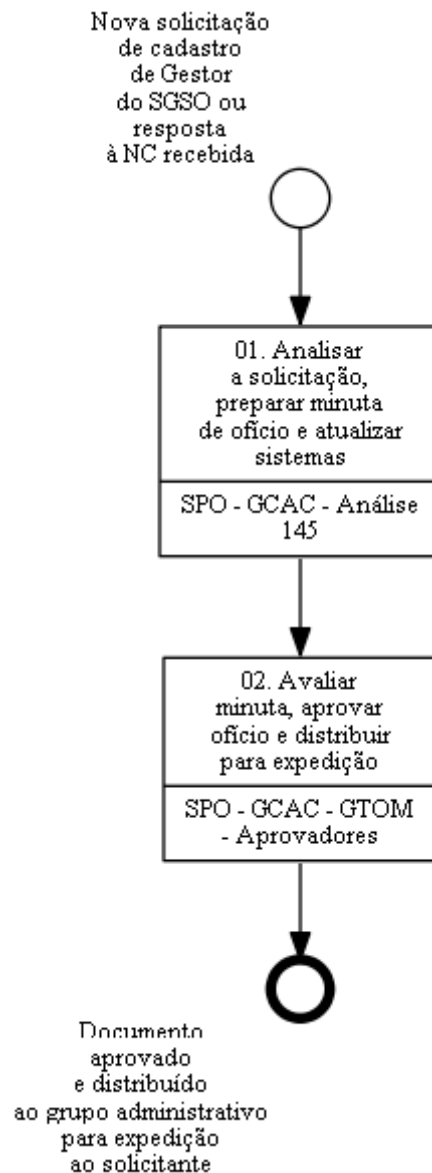 Nova solicitação
de cadastro
de Gestor
do SGSO ou
resposta
à NC recebida
01. Analisar
a solicitação,
preparar minuta
de ofício e atualizar
sistemas
SPO - GCAC - Análise
145
02. Avaliar
minuta, aprovar
ofício e distribuir
para expedição
SPO - GCAC - GTOM
- Aprovadores
Documento
aprovado
e distribuído
ao grupo administrativo
para expedição
ao solicitante